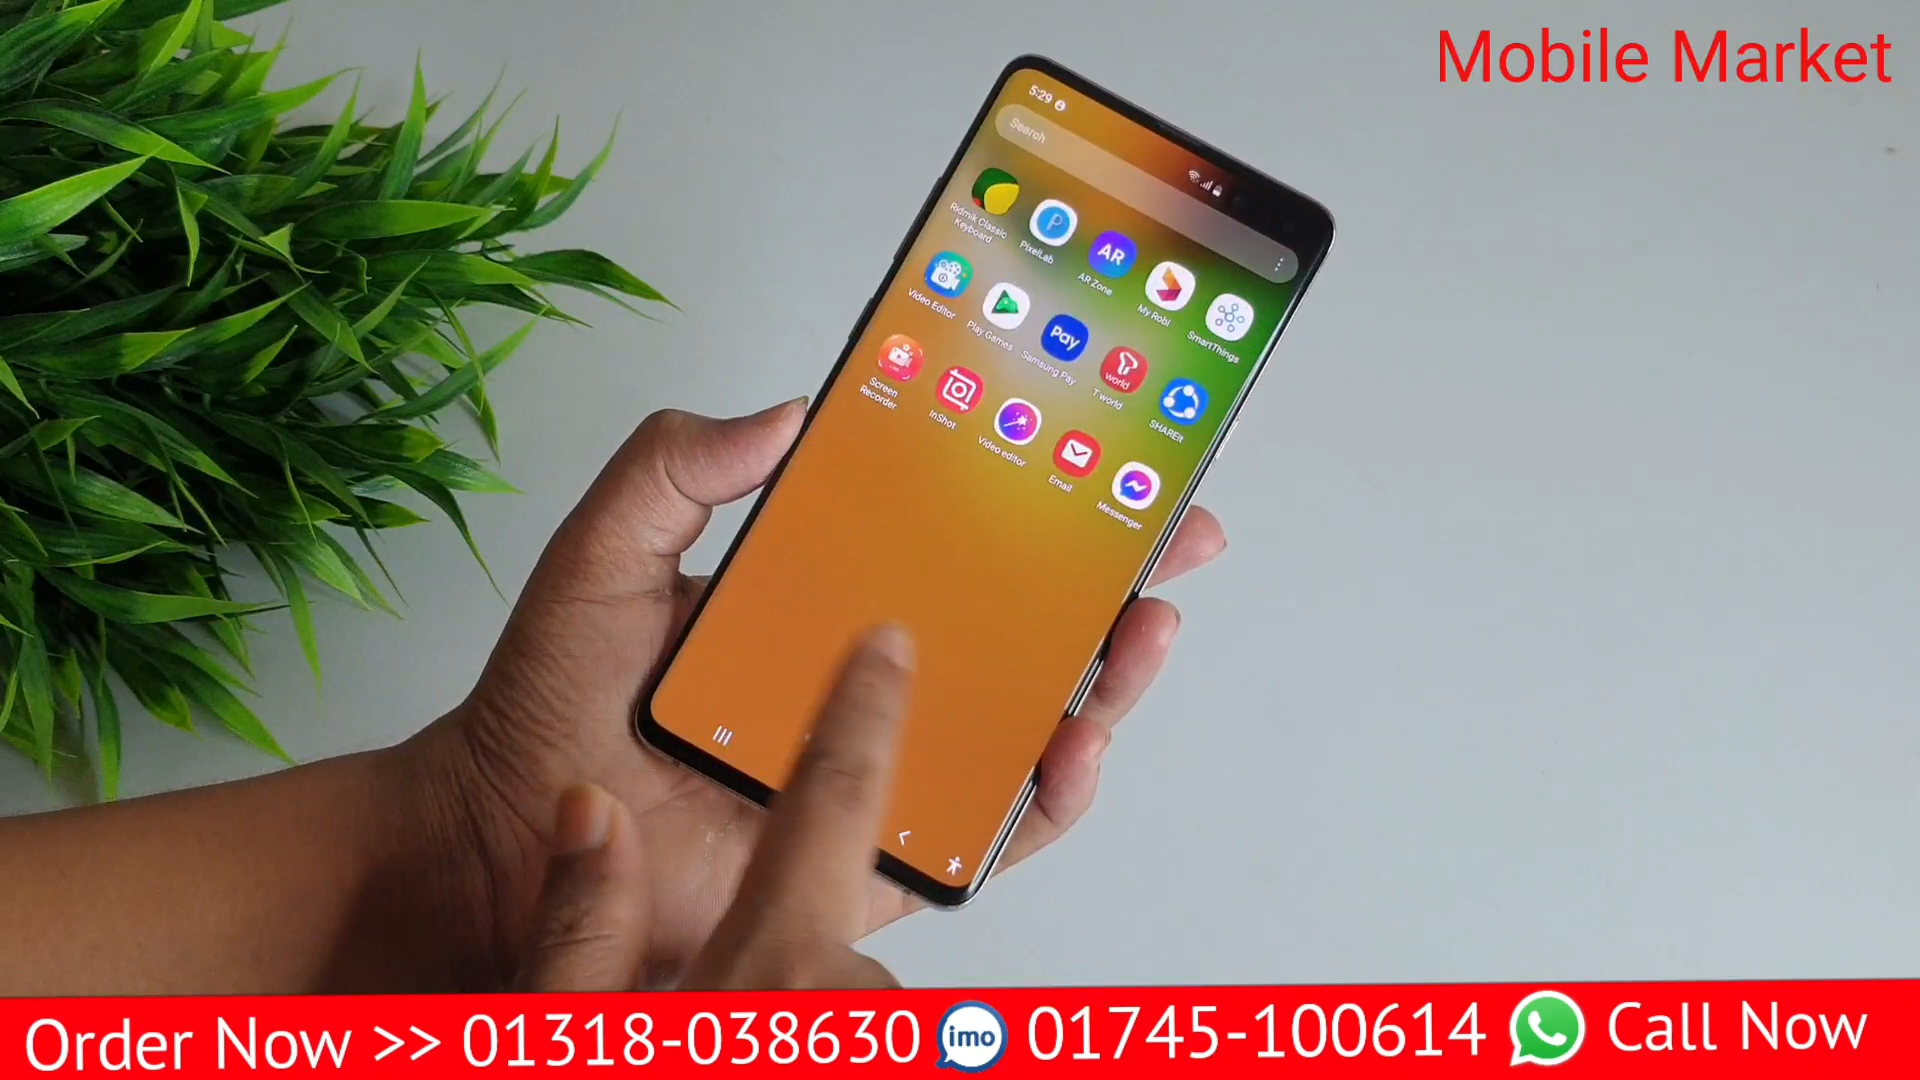 Mobile Market
5:29
Search
Ridmik Classic
Keyboard
P
PixelLab
AR
AR Zone
My Robi
SmartThings
Video Editor
Play Games
Pay
Samsung Pay
world
T world
SHAREit
Screen
Recorder
InShot
Video editor
Email
Messenger
Order Now >> 01318-038630 imo 01745-100614 Call Now